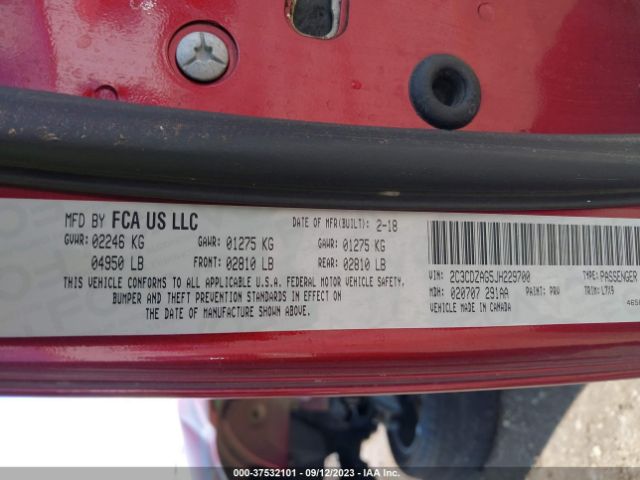 MFD BY FCA US LLC DATE OF MFR(BUILT): 2-18
GVWR: 02246 KG GAWR: 01275 KG GAWR: 01275 KG
04950 LB FRONT: 02810 LB REAR: 02810 LB
THIS VEHICLE CONFORMS TO ALL APPLICABLE U.S.A. FEDERAL MOTOR VEHICLE SAFETY,
BUMPER AND THEFT PREVENTION STANDARDS IN EFFECT ON
THE DATE OF MANUFACTURE SHOWN ABOVE.
VIN: 2C3CDZAG5JH229700 TYPE: PASSENGER
MDH: 020707 291AA PAINT: PRV TRIM: L7X9
VEHICLE MADE IN CANADA
000-37532101 - 09/12/2023 - IAA Inc.